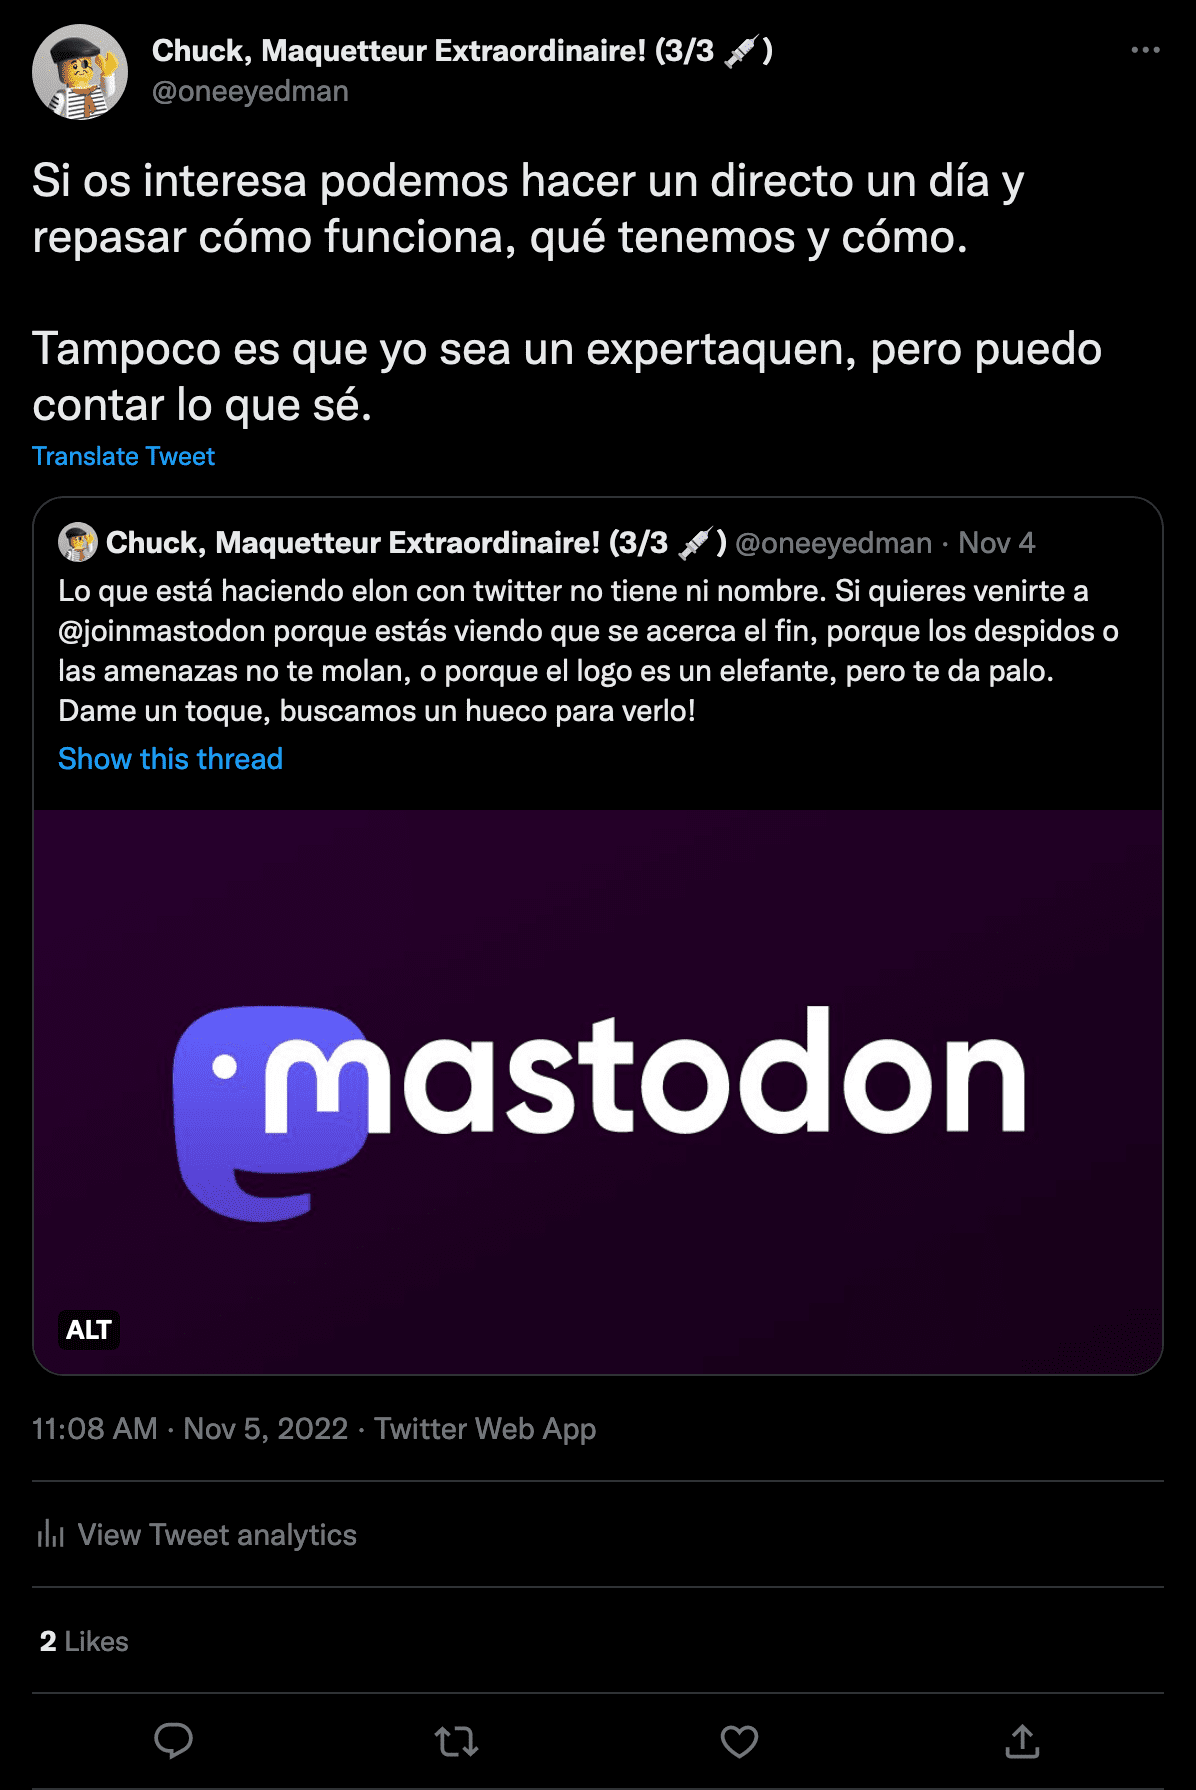 Chuck, Maquetteur Extraordinaire! (3/3 💉)
@oneeyedman
Si os interesa podemos hacer un directo un día y
repasar cómo funciona, qué tenemos y cómo.
Tampoco es que yo sea un expertaquen, pero puedo
contar lo que sé.
Translate Tweet
Chuck, Maquetteur Extraordinaire! (3/3 💉) @oneeyedman · Nov 4
Lo que está haciendo elon con twitter no tiene ni nombre. Si quieres venirte a
@joinmastodon porque estás viendo que se acerca el fin, porque los despidos o
las amenazas no te molan, o porque el logo es un elefante, pero te da palo.
Dame un toque, buscamos un hueco para verlo!
Show this thread
mastodon
ALT
11:08 AM · Nov 5, 2022 · Twitter Web App
View Tweet analytics
2 Likes